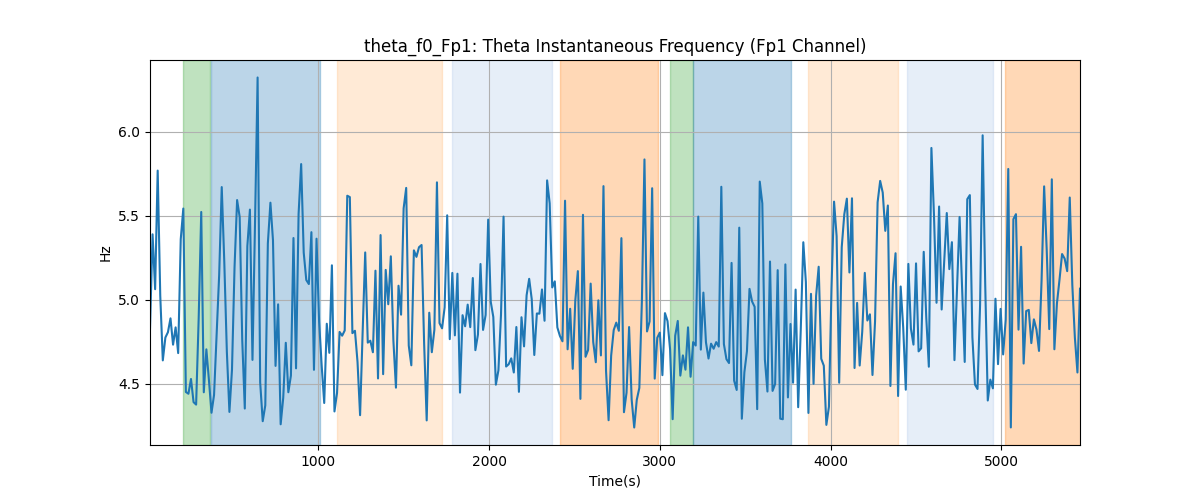 theta_f0_Fp1: Theta Instantaneous Frequency (Fp1 Channel)
Hz
6.0
5.5
5.0
4.5
1000 2000 3000 4000 5000
Time(s)